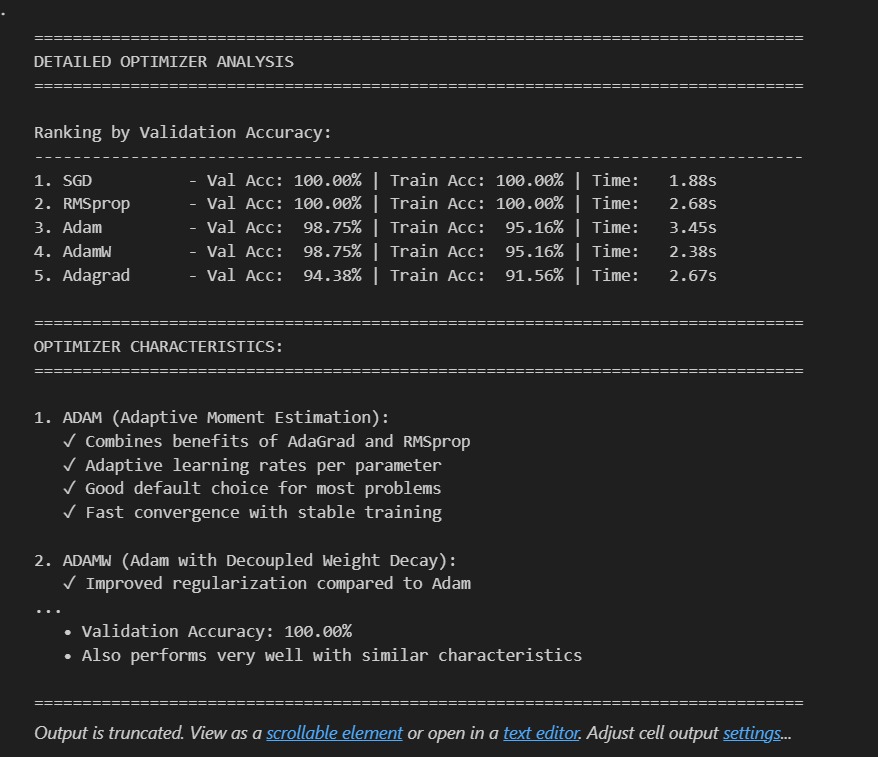 ================================================================================
DETAILED OPTIMIZER ANALYSIS
================================================================================
Ranking by Validation Accuracy:
--------------------------------------------------------------------------------
1. SGD          - Val Acc: 100.00% | Train Acc: 100.00% | Time:   1.88s
2. RMSprop      - Val Acc: 100.00% | Train Acc: 100.00% | Time:   2.68s
3. Adam         - Val Acc:  98.75% | Train Acc:  95.16% | Time:   3.45s
4. AdamW        - Val Acc:  98.75% | Train Acc:  95.16% | Time:   2.38s
5. Adagrad      - Val Acc:  94.38% | Train Acc:  91.56% | Time:   2.67s
================================================================================
OPTIMIZER CHARACTERISTICS:
================================================================================
1. ADAM (Adaptive Moment Estimation):
✓ Combines benefits of AdaGrad and RMSprop
✓ Adaptive learning rates per parameter
✓ Good default choice for most problems
✓ Fast convergence with stable training
2. ADAMW (Adam with Decoupled Weight Decay):
✓ Improved regularization compared to Adam
...
• Validation Accuracy: 100.00%
• Also performs very well with similar characteristics
================================================================================
Output is truncated. View as a scrollable element or open in a text editor. Adjust cell output settings...